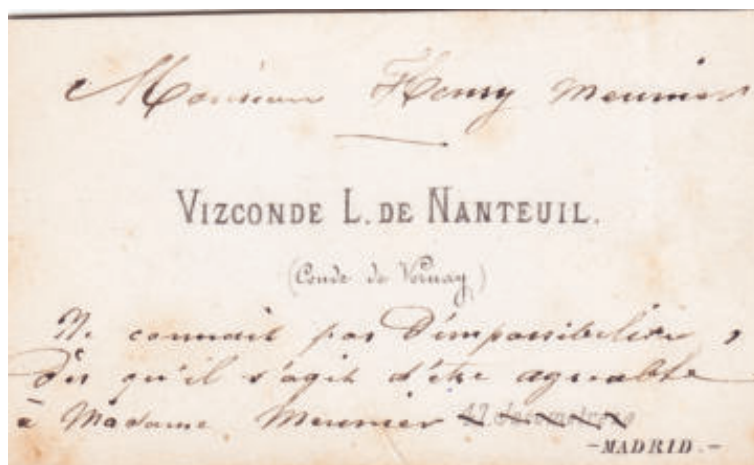 Monsieur Henry Meunier
VIZCONDE L. DE NANTEUIL.
(Conde de Vernay)
Ne connait pas d'impossibilités,
dès qu'il s'agit d'être agréable
à Madame Meunier
-MADRID.-